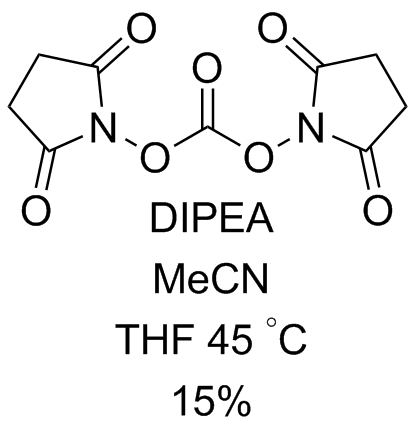 O O
O
N N
O O
O O
DIPEA
MeCN
THF 45 °C
15%